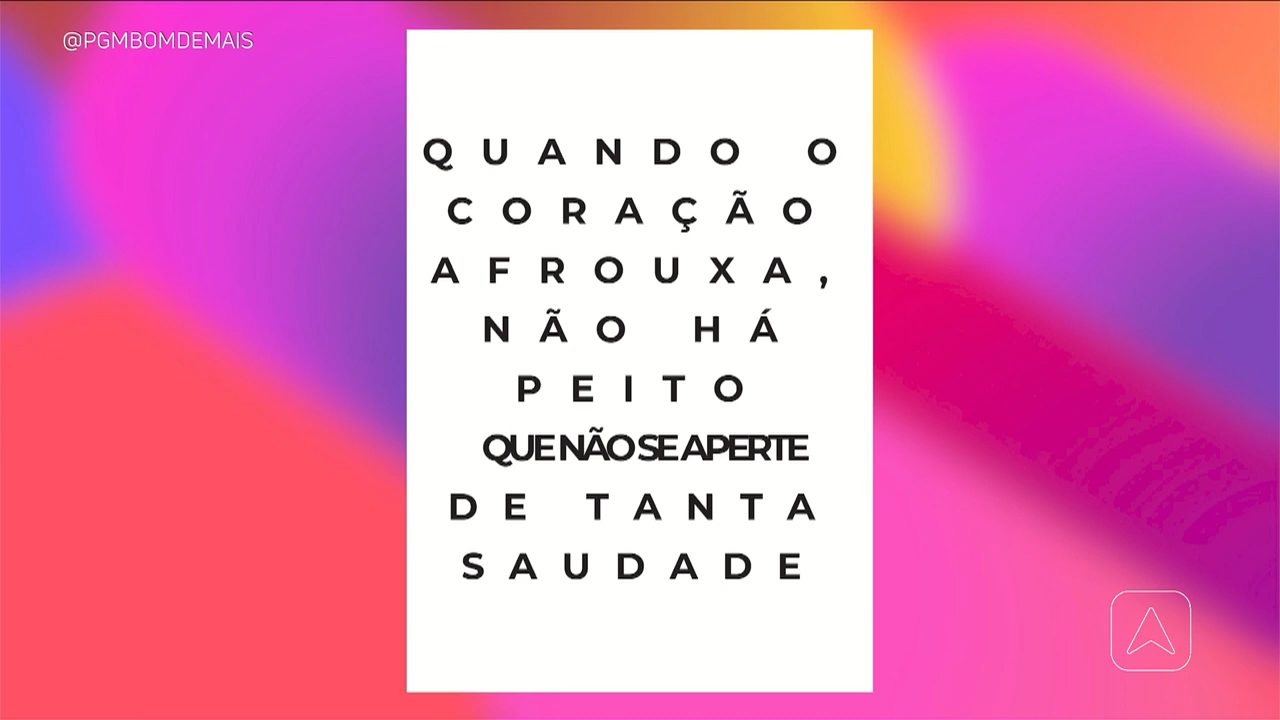 @PGMBOMDEMAIS
QUANDO O
CORAÇÃO
AFROUXA,
NÃO HÁ
PEITO
QUE NÃO SE APERTE
DE TANTA
SAUDADE